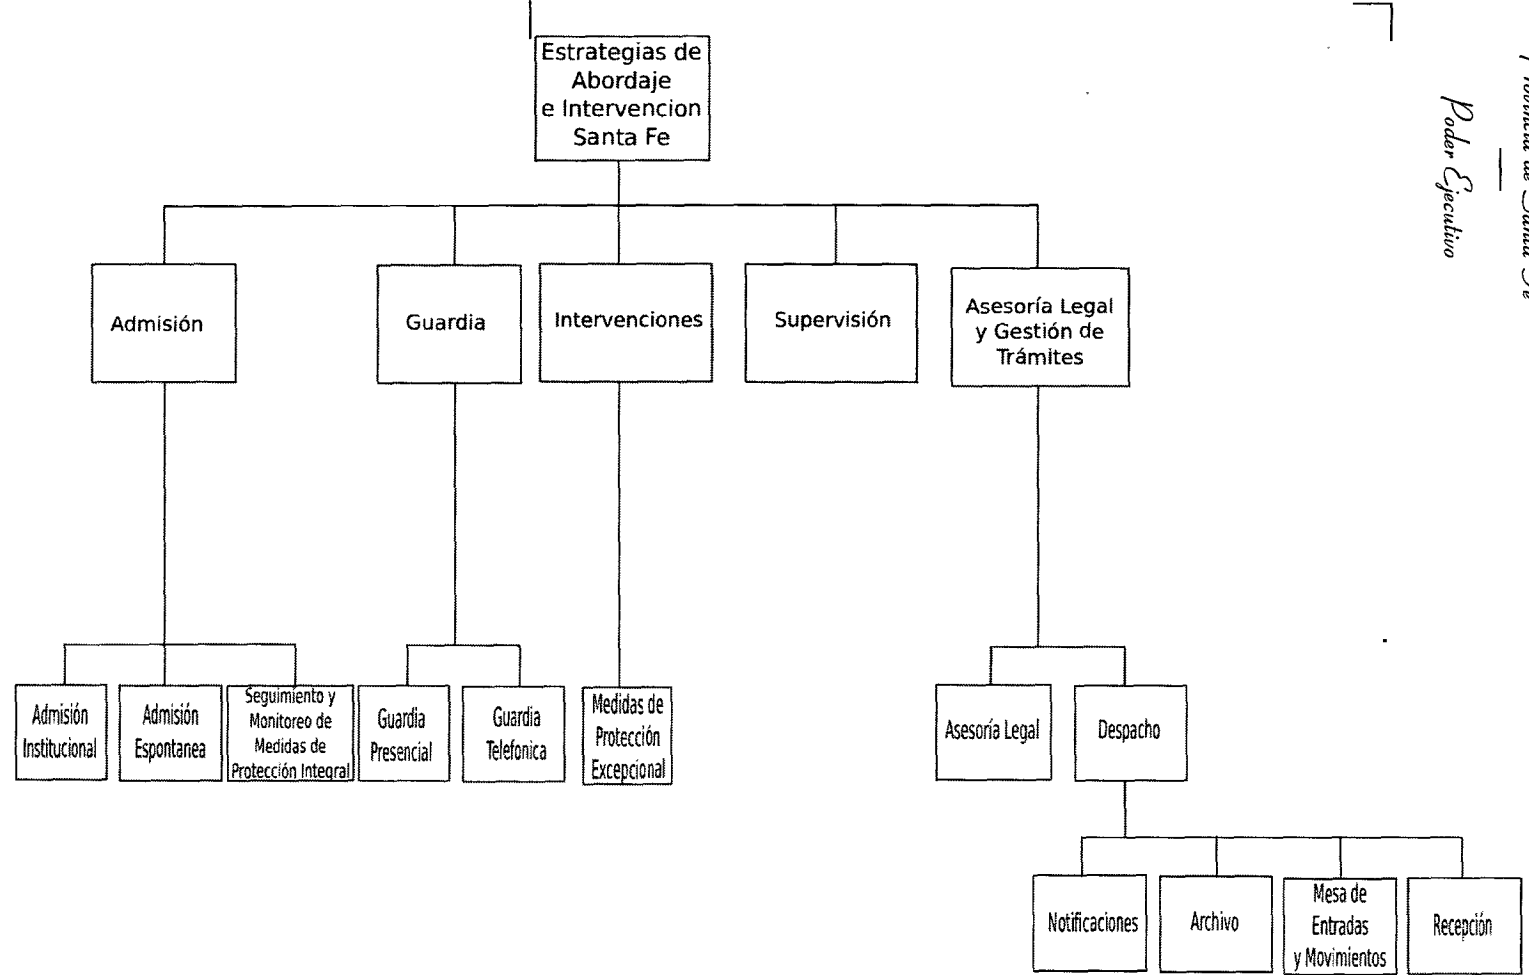 Estrategias de
Abordaje
e Intervencion
Santa Fe
Poder Ejecutivo
Admisión
Guardia
Intervenciones
Supervisión
Asesoría Legal
y Gestión de
Trámites
Admisión
Institucional
Admisión
Espontanea
Seguimiento y
Monitoreo de
Medidas de
Protección Integral
Guardia
Presencial
Guardia
Telefonica
Medidas de
Protección
Excepcional
Asesoría Legal
Despacho
Notificaciones
Archivo
Mesa de
Entradas
y Movimientos
Recepción